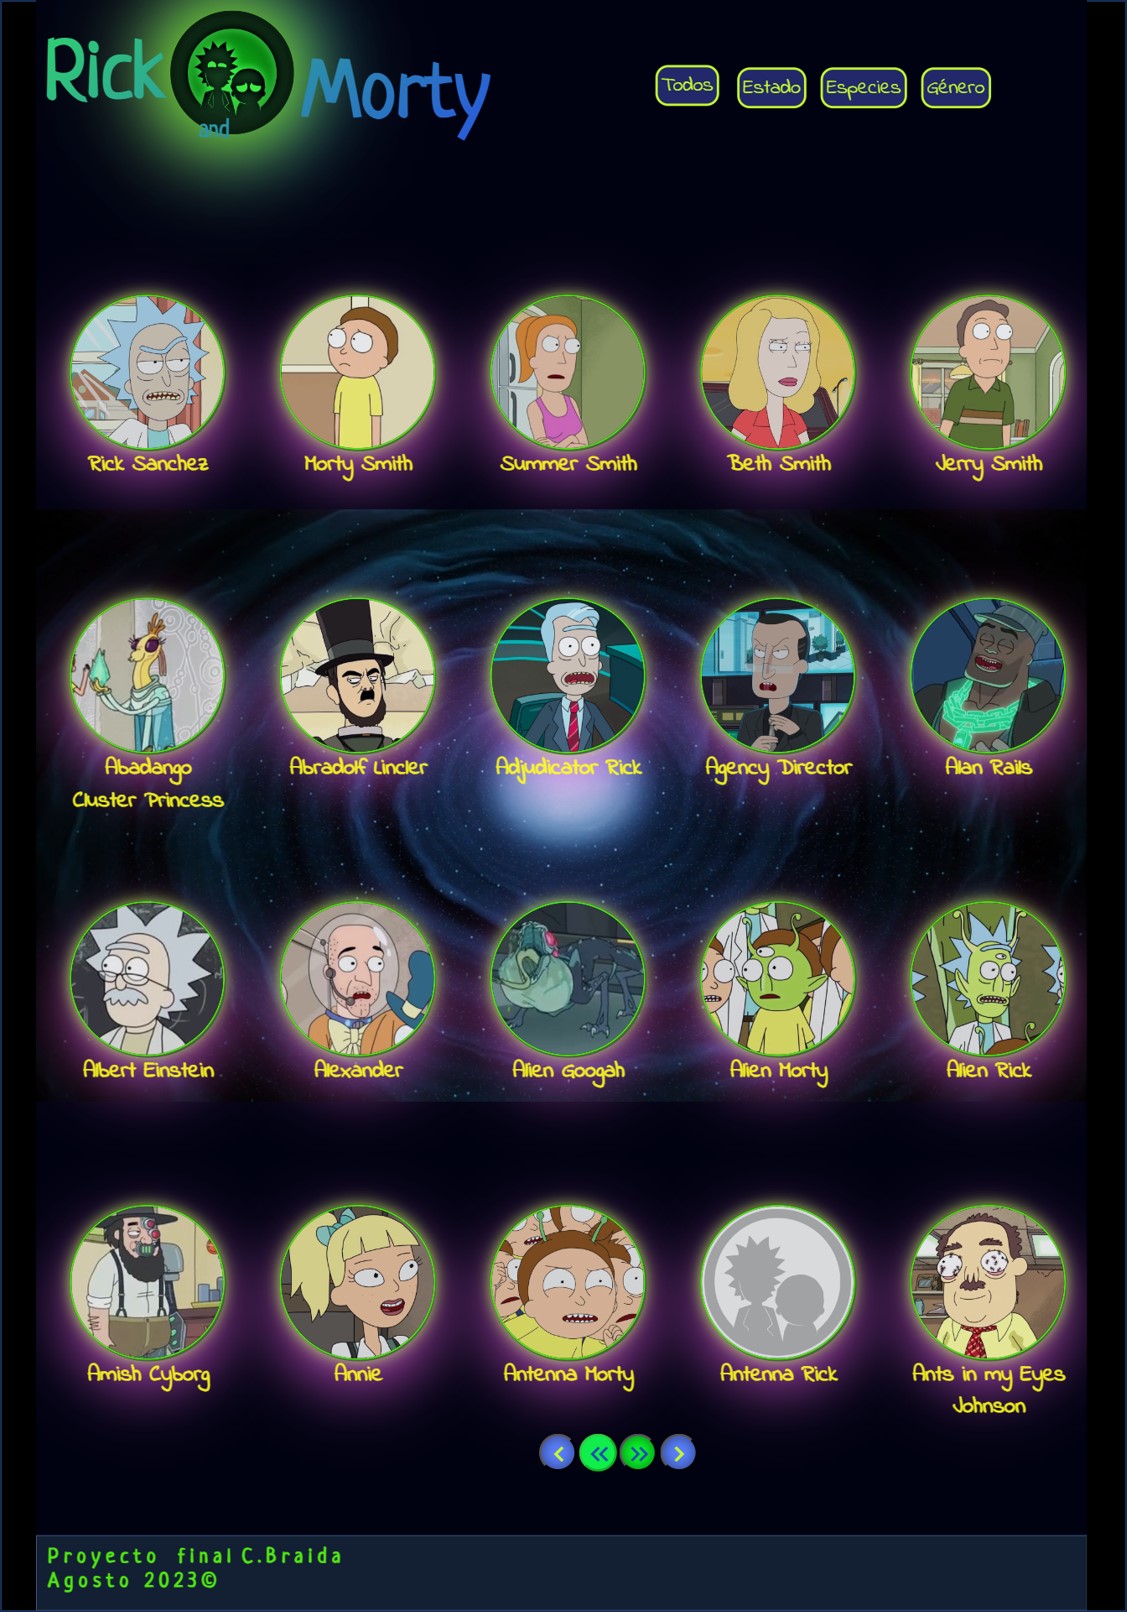 Rick and Morty
Todos
Estado
Especies
Género
Rick Sanchez
Morty Smith
Summer Smith
Beth Smith
Jerry Smith
Abadango
Cluster Princess
Abradolf Lincler
Adjudicator Rick
Agency Director
Alan Rails
Albert Einstein
Alexander
Alien Googah
Alien Morty
Alien Rick
Amish Cyborg
Annie
Antenna Morty
Antenna Rick
Ants in my Eyes
Johnson
Proyecto final C.Braida
Agosto 2023©